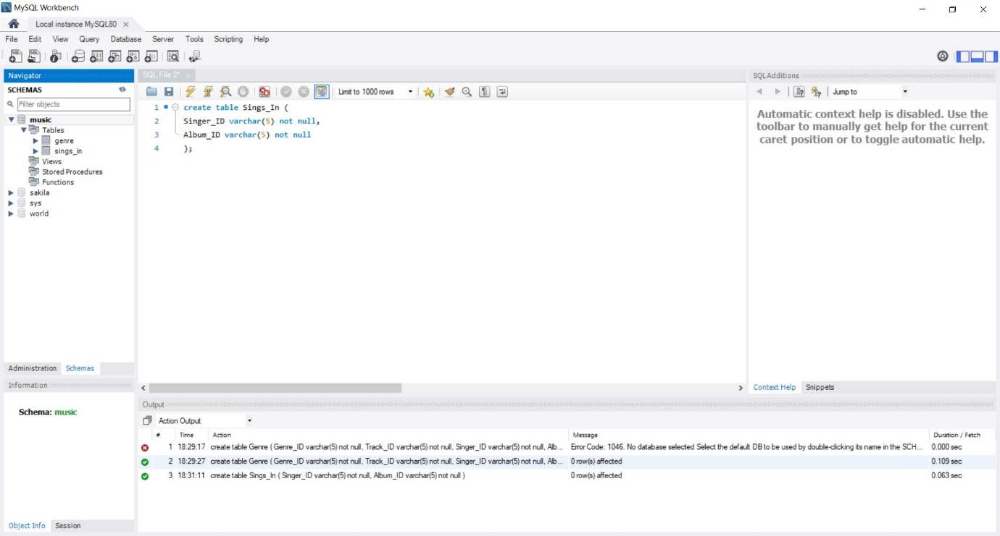 MySQL Workbench
Local instance MySQL80
File Edit View Query Database Server Tools Scripting Help
Navigator
SCHEMAS
Filter objects
music
Tables
genre
sings_in
Views
Stored Procedures
Functions
sakila
sys
world
Administration Schemas
Information
Schema: music
Object Info Session
SQL File 2*
Limit to 1000 rows
1 create table Sings_In (
2 Singer_ID varchar(5) not null,
3 Album_ID varchar(5) not null
4 );
SQLAdditions
Jump to
Automatic context help is disabled. Use the
toolbar to manually get help for the current
caret position or to toggle automatic help.
Context Help Snippets
Output
Action Output
# Time Action Message Duration / Fetch
1 18:29:17 create table Genre ( Genre_ID varchar(5) not null, Track_ID varchar(5) not null, Singer_ID varchar(5) not null, Alb... Error Code: 1046. No database selected Select the default DB to be used by double-clicking its name in the SCH... 0.000 sec
2 18:29:27 create table Genre ( Genre_ID varchar(5) not null, Track_ID varchar(5) not null, Singer_ID varchar(5) not null, Alb... 0 row(s) affected 0.109 sec
3 18:31:11 create table Sings_In ( Singer_ID varchar(5) not null, Album_ID varchar(5) not null ) 0 row(s) affected 0.063 sec